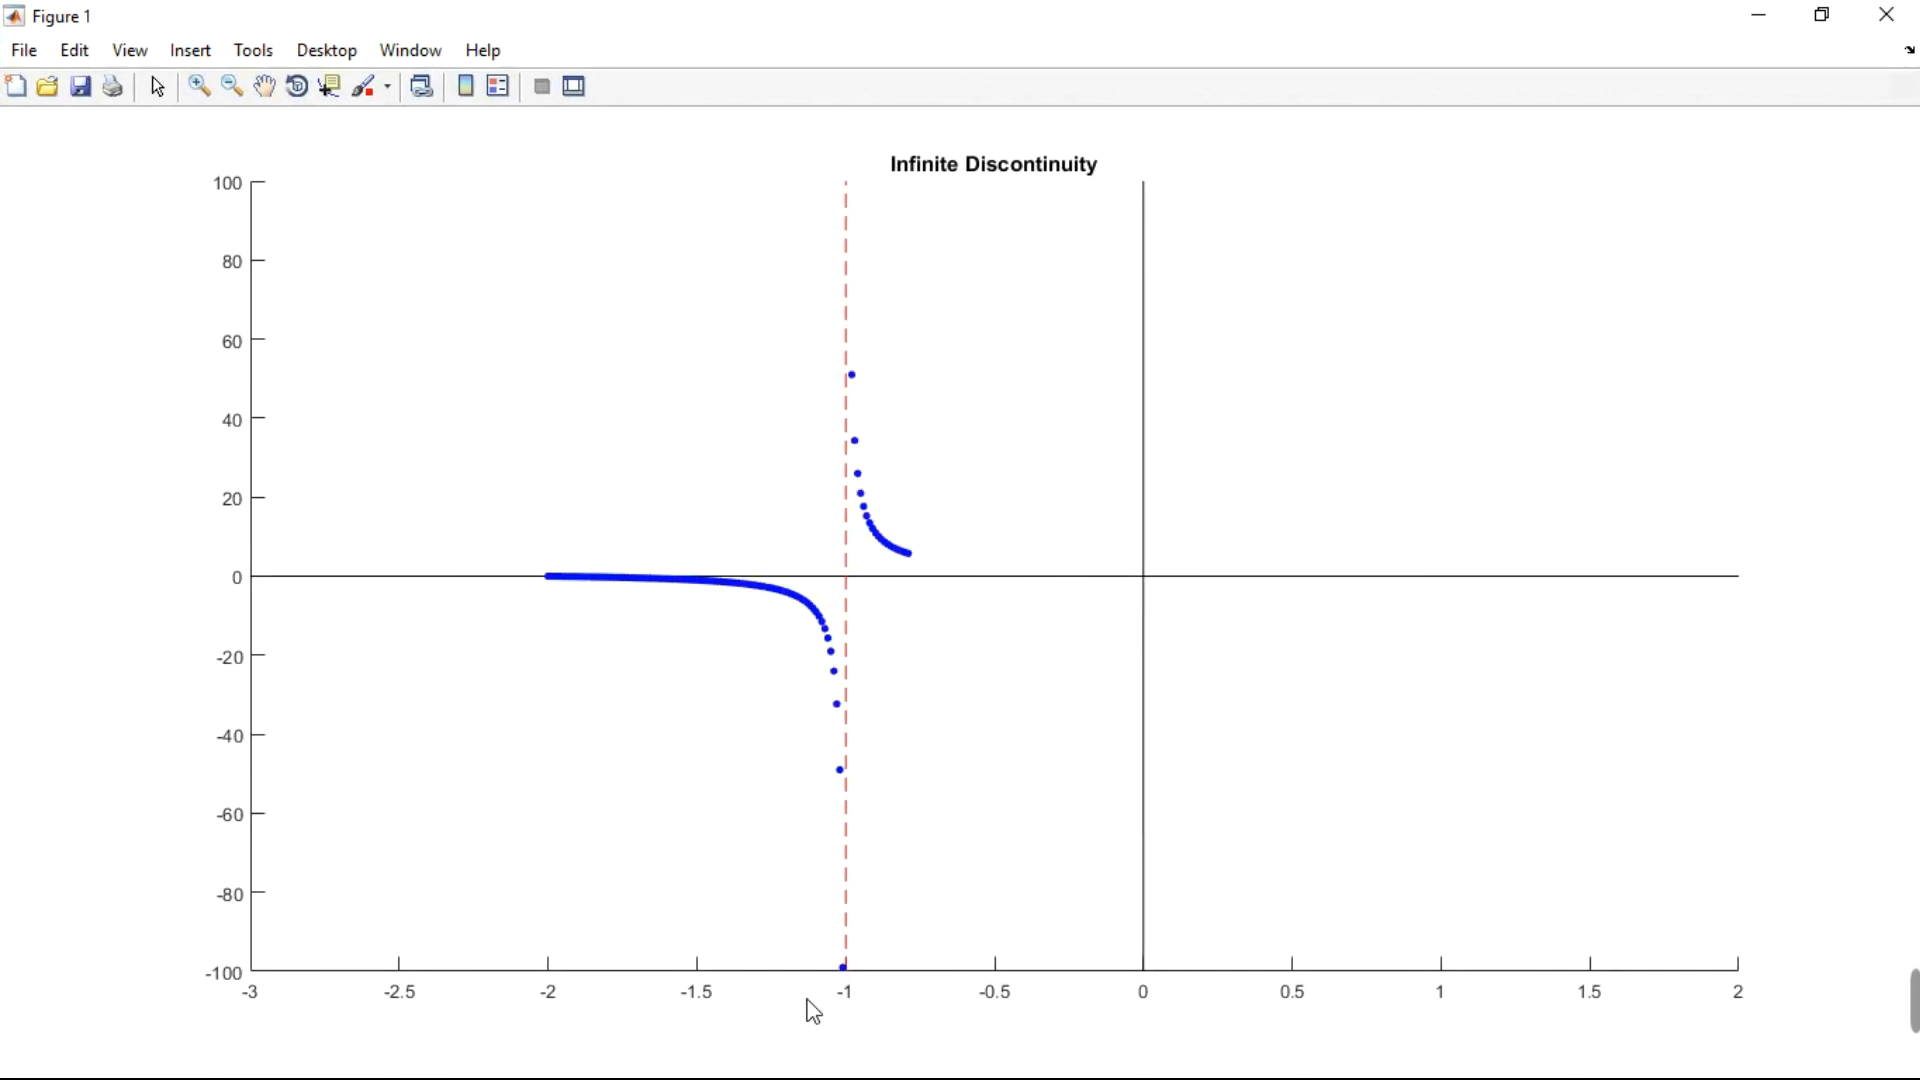 Figure 1
File Edit View Insert Tools Desktop Window Help
Infinite Discontinuity
100
80
60
40
20
0
-20
-40
-60
-80
-100
-3 -2.5 -2 -1.5 -1 -0.5 0 0.5 1 1.5 2